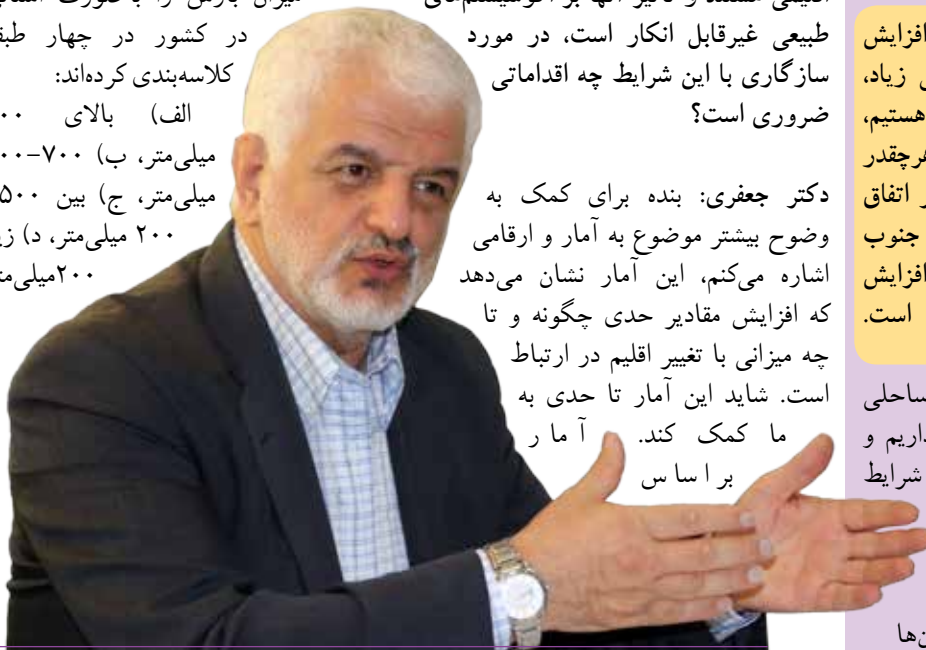 افزایش
زیاد،
هستیم،
هرچقدر
اتفاق
جنوب
افزایش
است.
ساحلی
داریم و
شرایط
طبیعی غیرقابل انکار است، در مورد
سازگاری با این شرایط چه اقداماتی
ضروری است؟
دکتر جعفری: بنده برای کمک به
وضوح بیشتر موضوع به آمار و ارقامی
اشاره می‌کنم، این آمار نشان می‌دهد
که افزایش مقادیر حدی چگونه و تا
چه میزانی با تغییر اقلیم در ارتباط
است. شاید این آمار تا حدی به
ما کمک کند. آمار
براساس
در کشور در چهار
کلاسه‌بندی کرده‌اند:
الف) بالای
میلی‌متر، ب) ۷۰۰-
میلی‌متر، ج) بین
۲۰۰ میلی‌متر، د)
۲۰۰